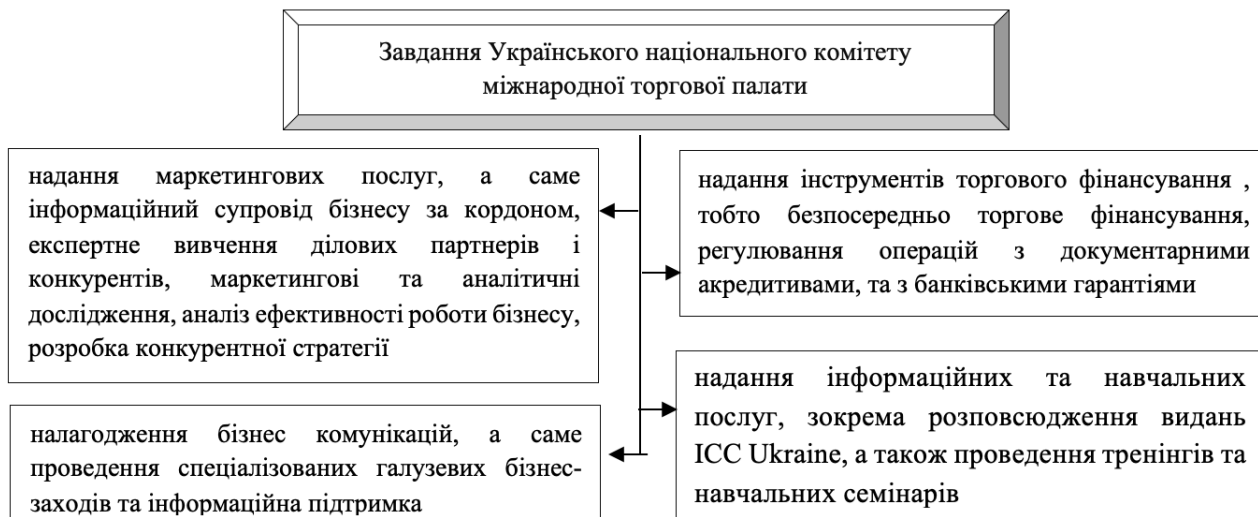 Завдання Українського національного комітету
міжнародної торгової палати
надання маркетингових послуг, а саме
інформаційний супровід бізнесу за кордоном,
експертне вивчення ділових партнерів і
конкурентів, маркетингові та аналітичні
дослідження, аналіз ефективності роботи бізнесу,
розробка конкурентної стратегії
надання інструментів торгового фінансування ,
тобто безпосередньо торгове фінансування,
регулювання операцій з документарними
акредитивами, та з банківськими гарантіями
налагодження бізнес комунікацій, а саме
проведення спеціалізованих галузевих бізнес-
заходів та інформаційна підтримка
надання інформаційних та навчальних
послуг, зокрема розповсюдження видань
ICC Ukraine, а також проведення тренінгів та
навчальних семінарів